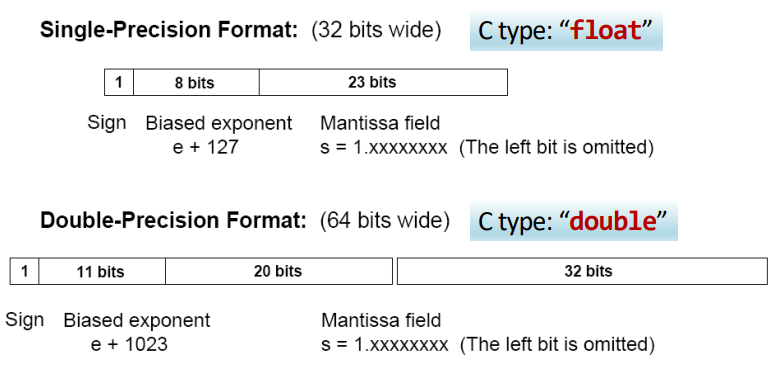 Single-Precision Format: (32 bits wide) C type: “float”
1 8 bits 23 bits
Sign Biased exponent Mantissa field
e + 127 s = 1.xxxxxxxx (The left bit is omitted)
Double-Precision Format: (64 bits wide) C type: “double”
1 11 bits 20 bits 32 bits
Sign Biased exponent Mantissa field
e + 1023 s = 1.xxxxxxxx (The left bit is omitted)